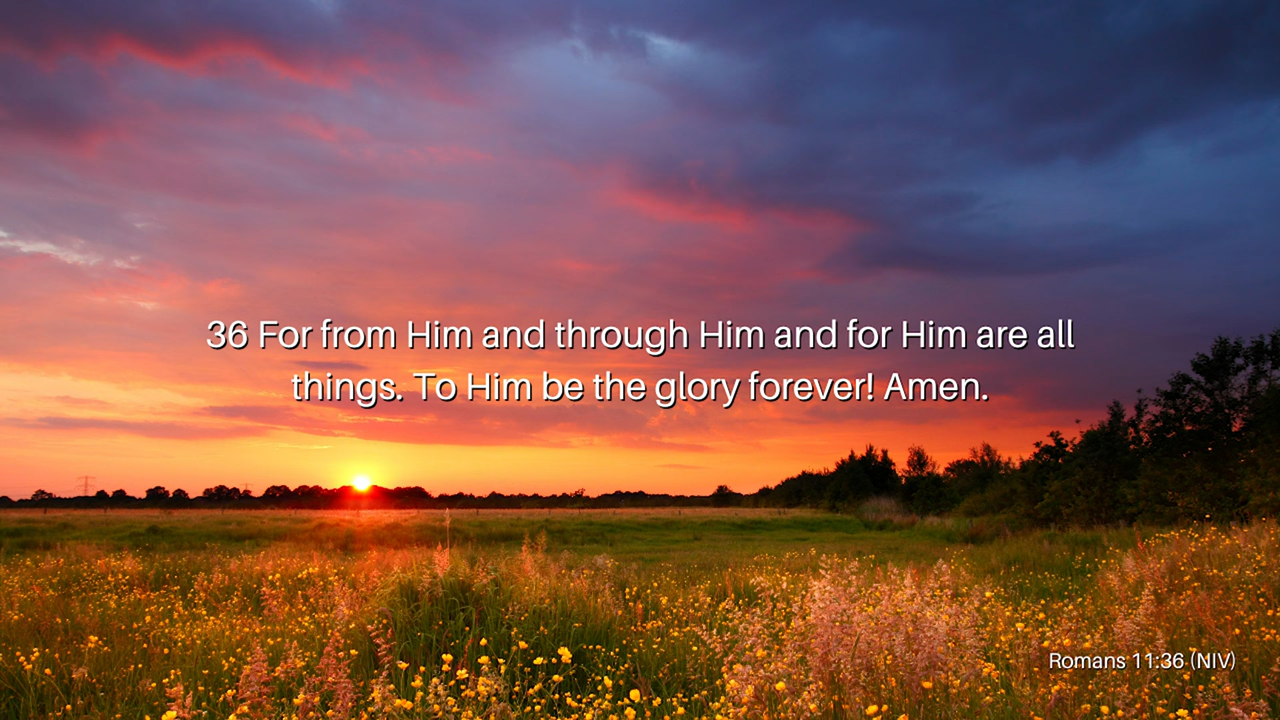 36 For from Him and through Him and for Him are all
things. To Him be the glory forever! Amen.
Romans 11:36 (NIV)